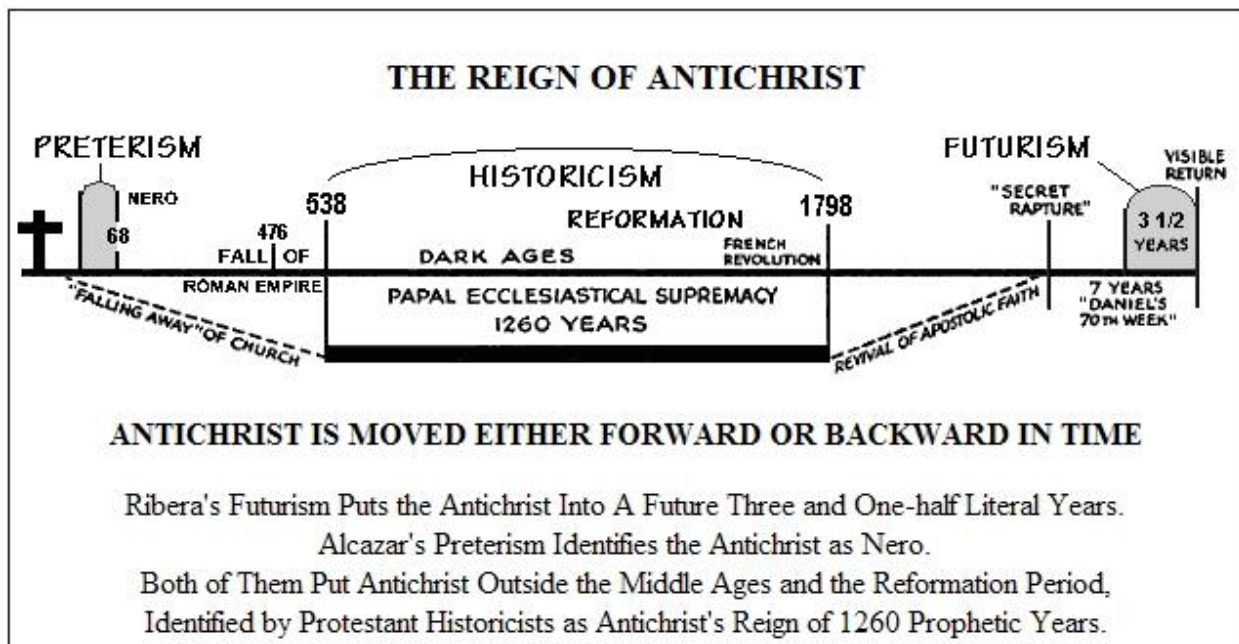 THE REIGN OF ANTICHRIST
PRETERISM
NERO
68
476
FALL OF
ROMAN EMPIRE
"FALLING AWAY" OF CHURCH
HISTORICISM
538
REFORMATION
1798
DARK AGES
FRENCH
REVOLUTION
PAPAL ECCLESIASTICAL SUPREMACY
1260 YEARS
REVIVAL OF APOSTOLIC FAITH
FUTURISM
"SECRET
RAPTURE"
VISIBLE
RETURN
3 1/2
YEARS
7 YEARS
"DANIEL'S
70TH WEEK"
ANTICHRIST IS MOVED EITHER FORWARD OR BACKWARD IN TIME
Ribera's Futurism Puts the Antichrist Into A Future Three and One-half Literal Years.
Alcazar's Preterism Identifies the Antichrist as Nero.
Both of Them Put Antichrist Outside the Middle Ages and the Reformation Period,
Identified by Protestant Historicists as Antichrist's Reign of 1260 Prophetic Years.